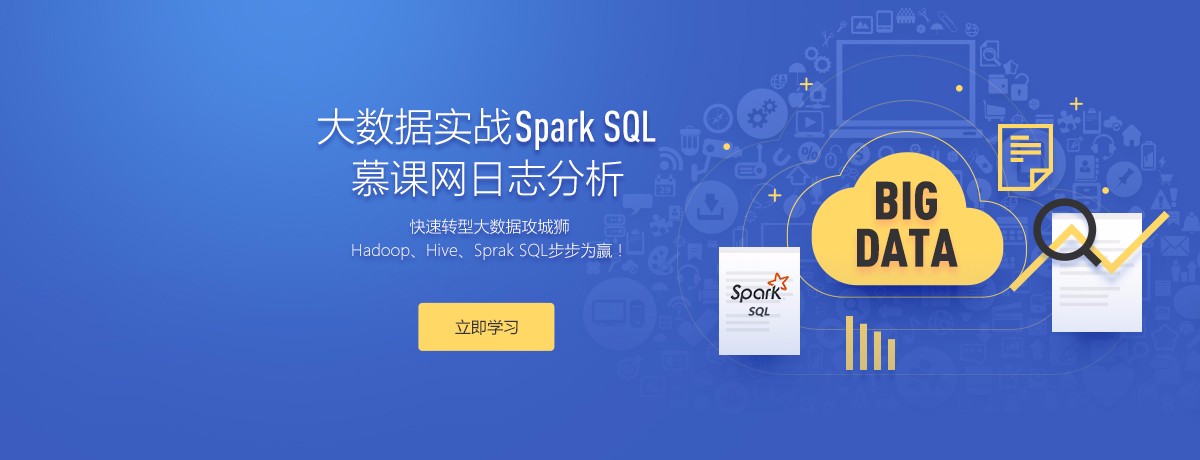 大数据实战Spark SQL
慕课网日志分析
快速转型大数据攻城狮
Hadoop、Hive、Sprak SQL步步为赢！
立即学习
BIG
DATA
Spark
SQL